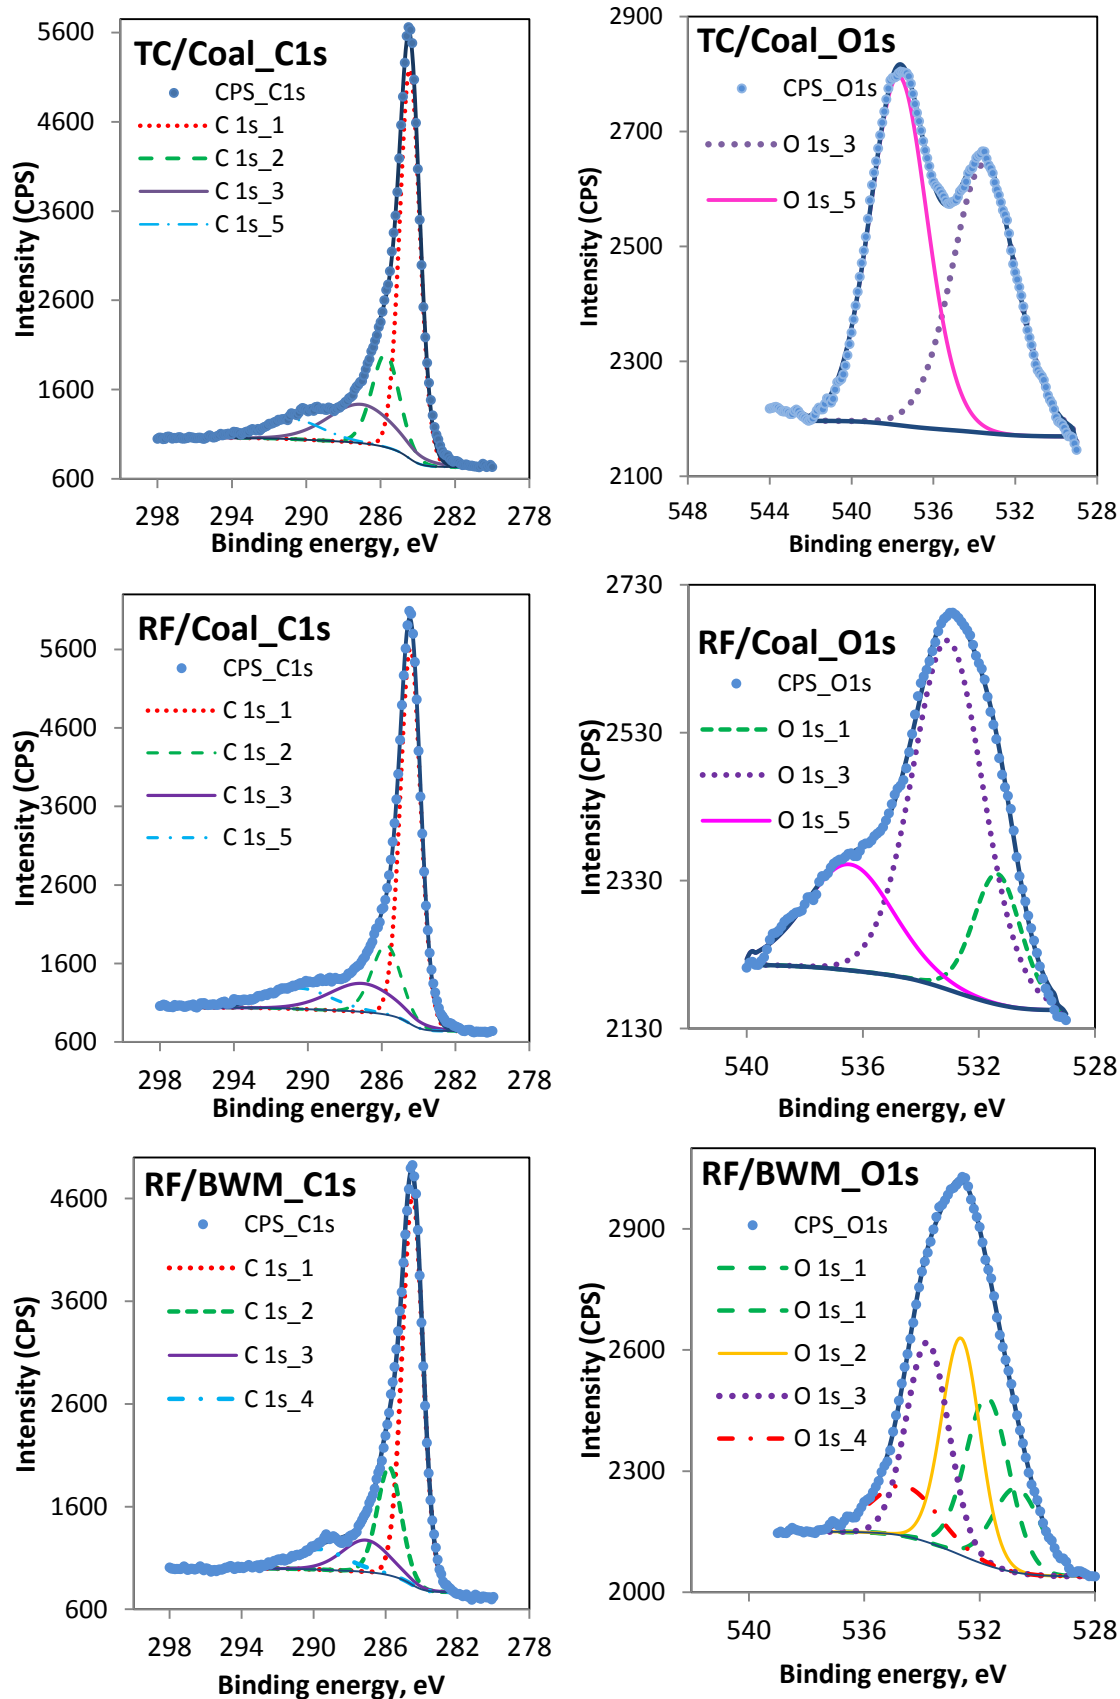 TC/Coal_C1s
CPS_C1s
C 1s_1
C 1s_2
C 1s_3
C 1s_5
5600
4600
3600
2600
1600
600
298 294 290 286 282 278
Intensity (CPS)
Binding energy, eV
TC/Coal_O1s
CPS_O1s
O 1s_3
O 1s_5
2900
2700
2500
2300
2100
548 544 540 536 532 528
Intensity (CPS)
Binding energy, eV
RF/Coal_C1s
CPS_C1s
C 1s_1
C 1s_2
C 1s_3
C 1s_5
5600
4600
3600
2600
1600
600
298 294 290 286 282 278
Intensity (CPS)
Binding energy, eV
RF/Coal_O1s
CPS_O1s
O 1s_1
O 1s_3
O 1s_5
2730
2530
2330
2130
540 536 532 528
Intensity (CPS)
Binding energy, eV
RF/BWM_C1s
CPS_C1s
C 1s_1
C 1s_2
C 1s_3
C 1s_4
4600
3600
2600
1600
600
298 294 290 286 282 278
Intensity (CPS)
Binding energy, eV
RF/BWM_O1s
CPS_O1s
O 1s_1
O 1s_1
O 1s_2
O 1s_3
O 1s_4
2900
2600
2300
2000
540 536 532 528
Intensity (CPS)
Binding energy, eV